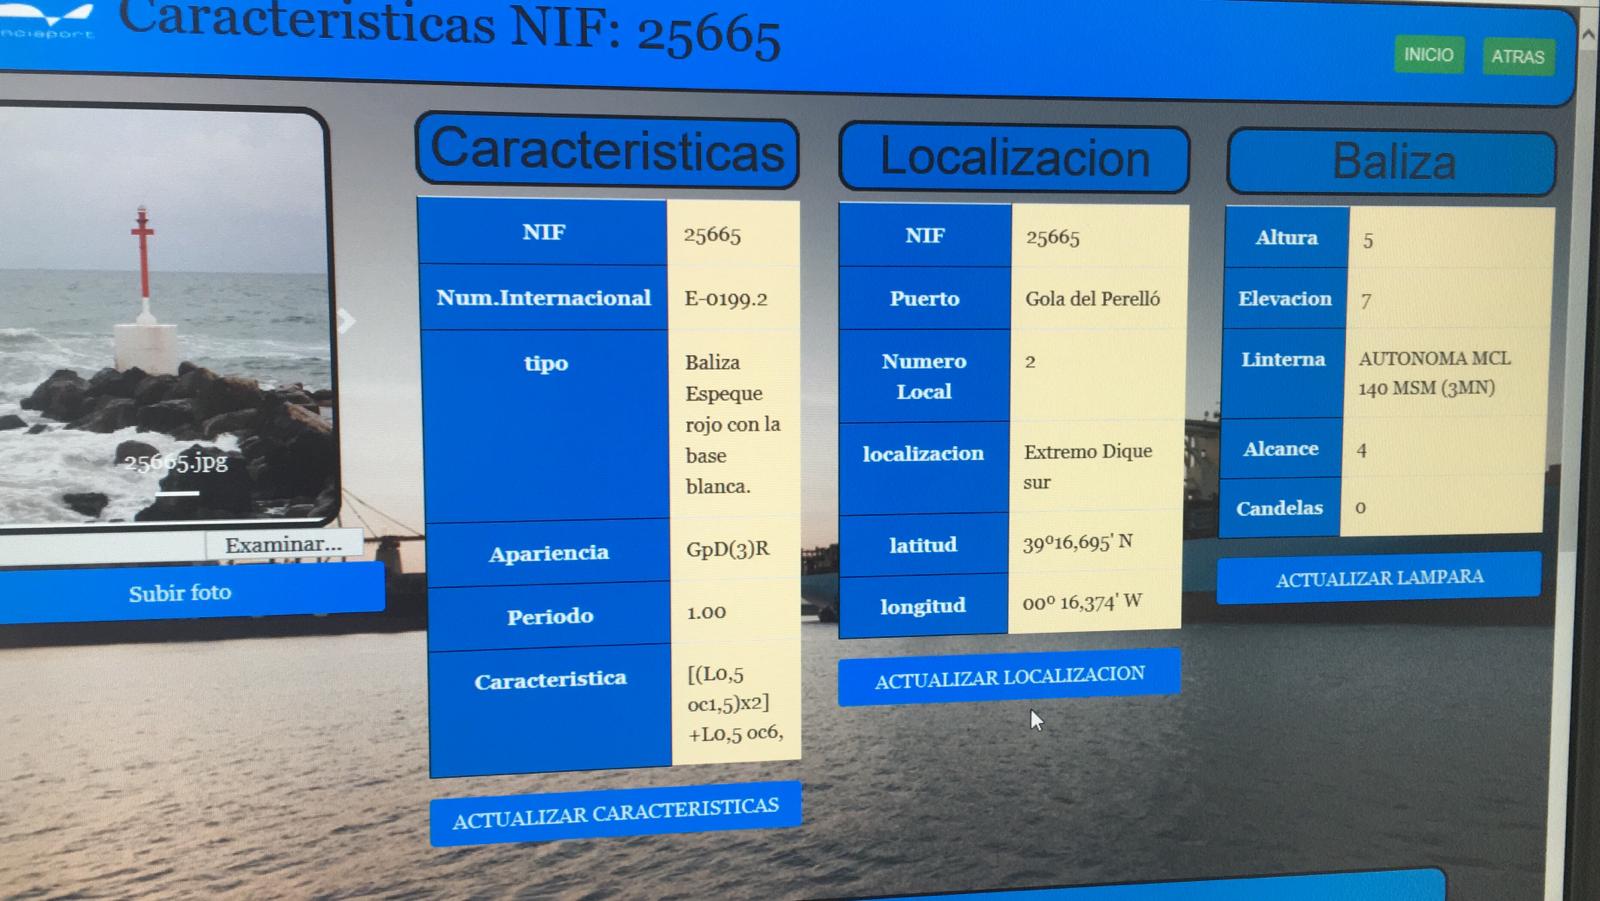 Caracteristicas NIF: 25665
INICIO
ATRAS
25665.jpg
Examinar...
Subir foto
Caracteristicas
NIF 25665
Num.Internacional E-0199.2
tipo Baliza
Espeque
rojo con la
base
blanca.
Apariencia GpD(3)R
Periodo 1.00
Caracteristica [(L0,5
oc1,5)x2]
+L0,5 oc6,
ACTUALIZAR CARACTERISTICAS
Localizacion
NIF 25665
Puerto Gola del Perelló
Numero 2
Local
localizacion Extremo Dique
sur
latitud 39º16,695' N
longitud 00º 16,374' W
ACTUALIZAR LOCALIZACION
Baliza
Altura 5
Elevacion 7
Linterna AUTONOMA MCL
140 MSM (3MN)
Alcance 4
Candelas 0
ACTUALIZAR LAMPARA